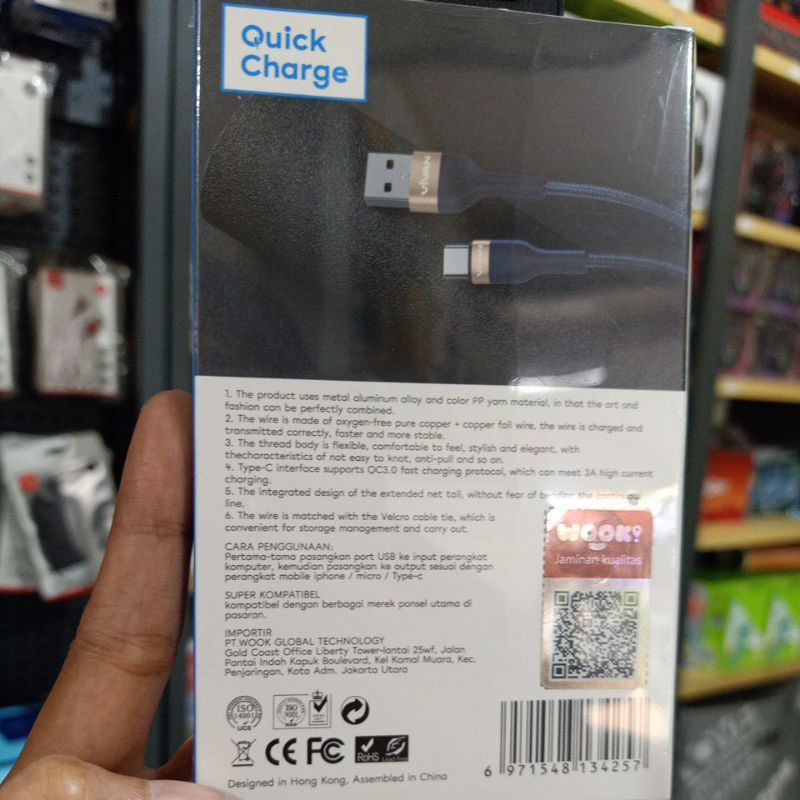 Quick
Charge
VIVAN
VIVAN
1. The product uses metal aluminum alloy and color PP yarn material, in that the art and
fashion can be perfectly combined.
2. The wire is made of oxygen-free pure copper + copper foil wire, the wire is charged and
transmitted correctly, faster and more stable.
3. The thread body is flexible, comfortable to feel, stylish and elegant, with
thecharacteristics of not easy to knot, anti-pull and so on.
4. Type-C interface supports QC3.0 fast charging protocol, which can meet 3A high current
charging.
5. The integrated design of the extended net tail, without fear of bending the continuous
line.
6. The wire is matched with the Velcro cable tie, which is
convenient for storage management and carry out.
WOOK
Jaminan kualitas
CARA PENGGUNAAN:
Pertama-tama pasangkan port USB ke input perangkat
komputer, kemudian pasangkan ke output sesuai dengan
perangkat mobile iphone / micro / Type-c
SUPER KOMPATIBEL
kompatibel dengan berbagai merek ponsel utama di
pasaran.
IMPORTIR
PT WOOK GLOBAL TECHNOLOGY
Gold Coast Office Liberty Tower-lantai 25wf, Jalan
Pantai Indah Kapuk Boulevard, Kel Kamal Muara, Kec.
Penjaringan, Kota Adm. Jakarta Utara
ISO
14001
UCS
ISO
9001
CE FC RoHS
Lead Free
6 971548 134257
Designed in Hong Kong, Assembled in China